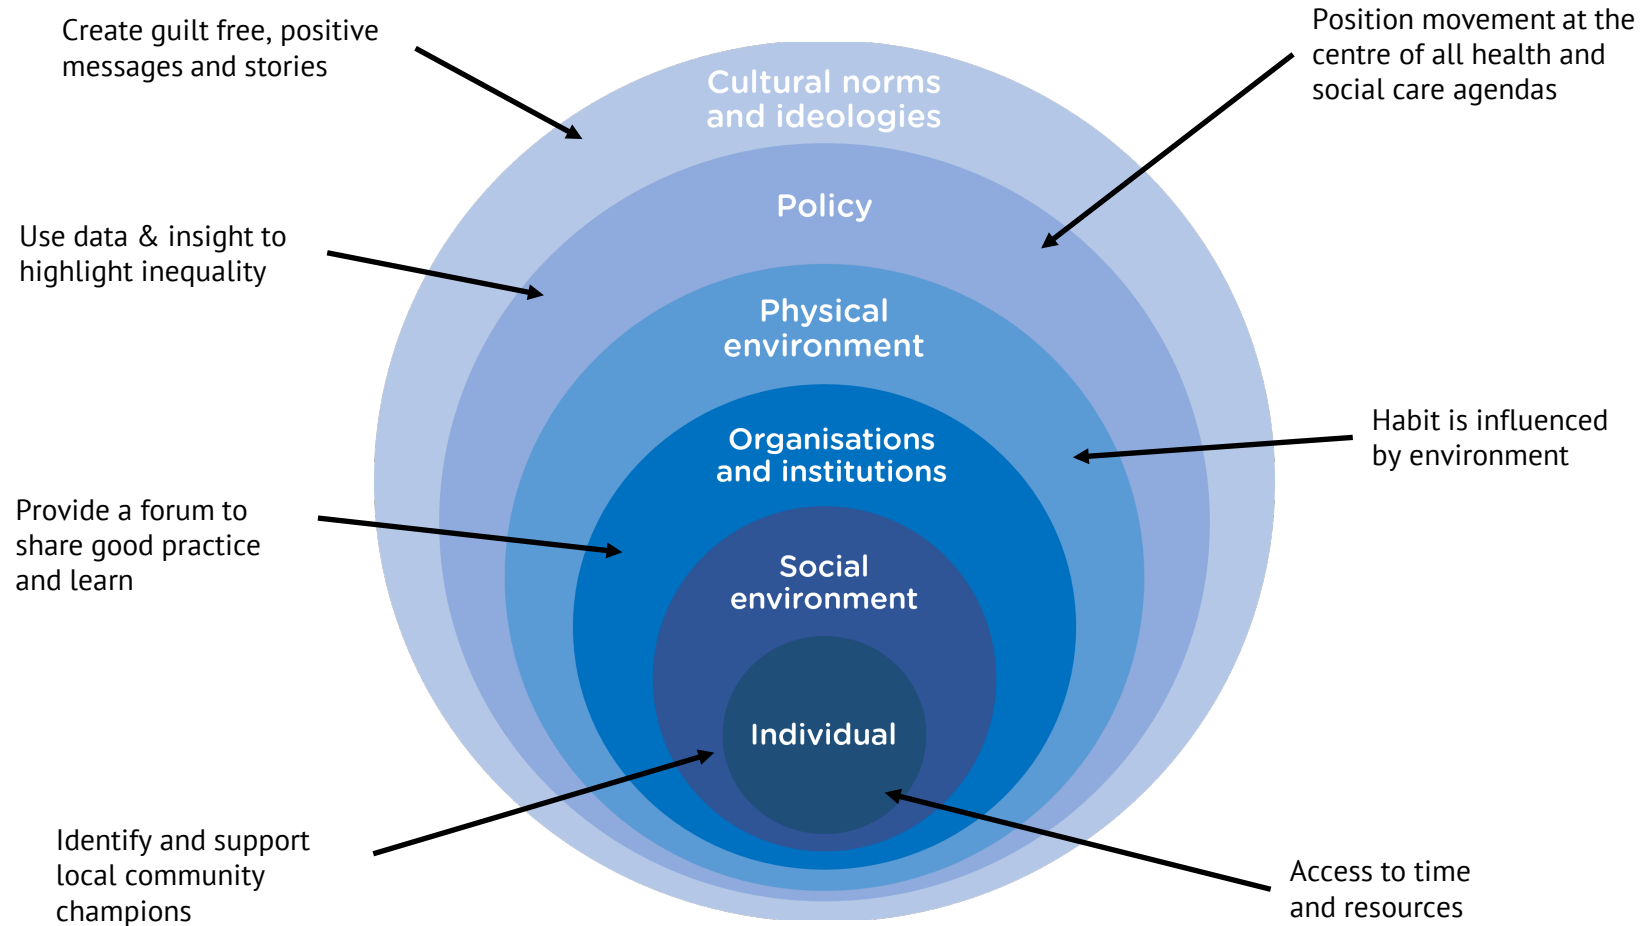 Create guilt free, positive
messages and stories
Position movement at the
centre of all health and
social care agendas
Cultural norms
and ideologies
Policy
Use data & insight to
highlight inequality
Physical
environment
Habit is influenced
by environment
Organisations
and institutions
Provide a forum to
share good practice
and learn
Social
environment
Individual
Identify and support
local community
champions
Access to time
and resources